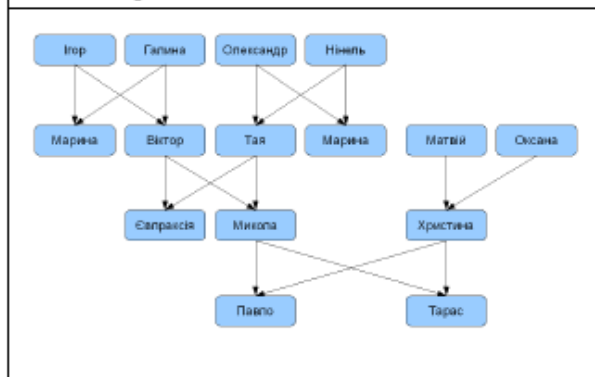 Ігор Галина Олександр Нінель
Марина Віктор Тая Марина Матвій Оксана
Євпраксія Микола Христина
Павло Тарас